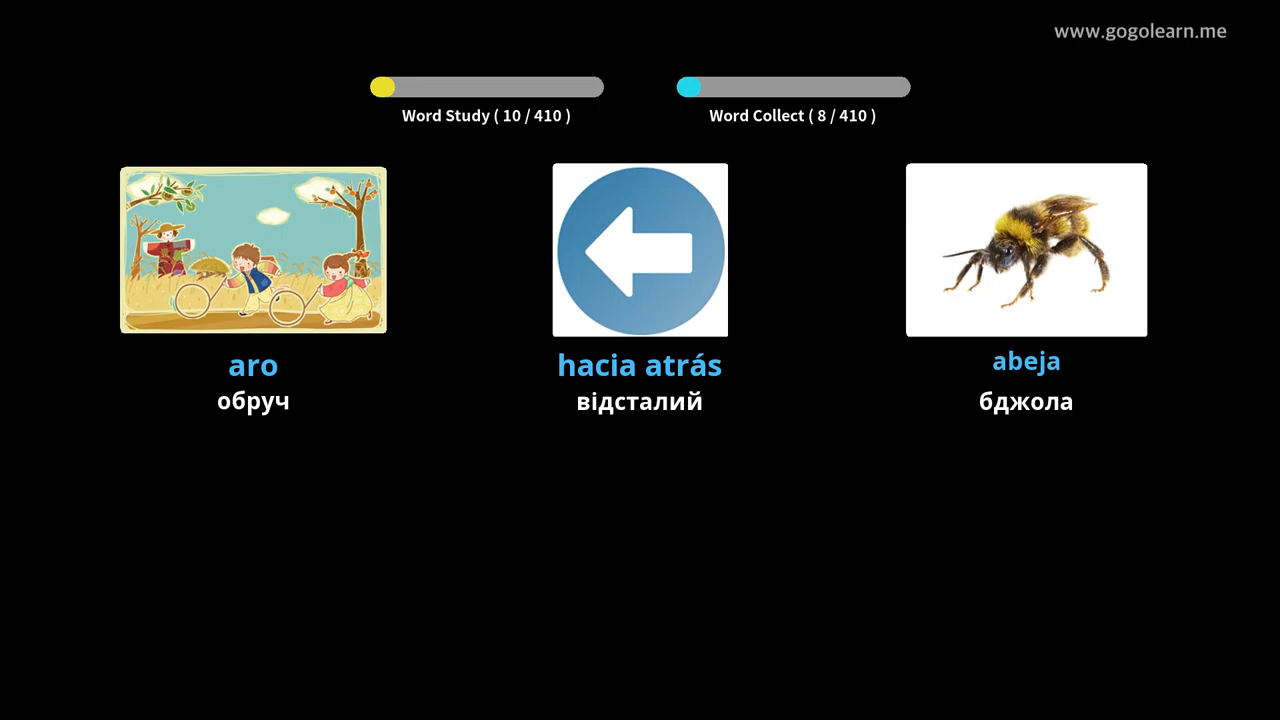 www.gogolearn.me
Word Study ( 10 / 410 )
Word Collect ( 8 / 410 )
aro
обруч
hacia atrás
відсталий
abeja
бджола